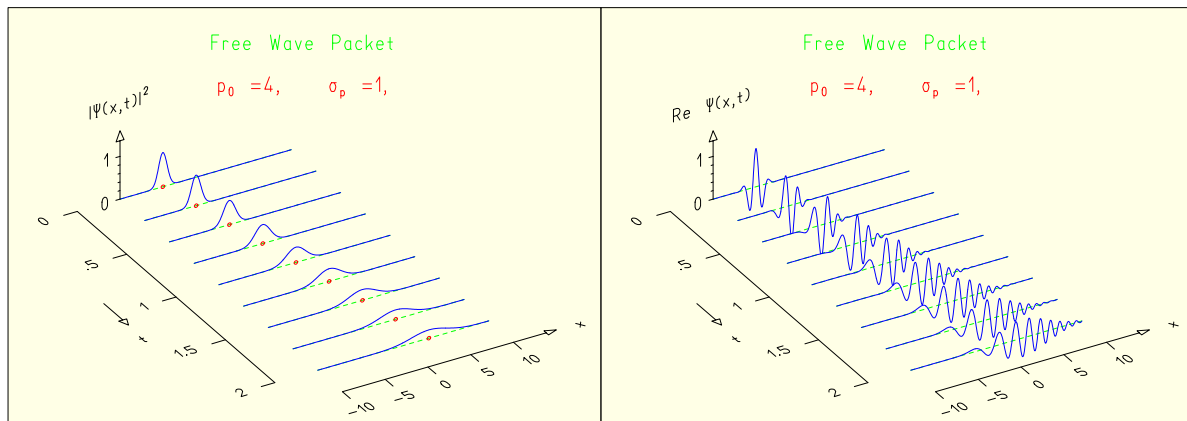 Free Wave Packet
p₀ =4, σₚ =1,
|Ψ(x,t)|²
1
0
0
.5
1
1.5
2
t
-10
-5
0
5
10
x
Free Wave Packet
p₀ =4, σₚ =1,
Re Ψ(x,t)
1
0
0
.5
1
1.5
2
t
-10
-5
0
5
10
x